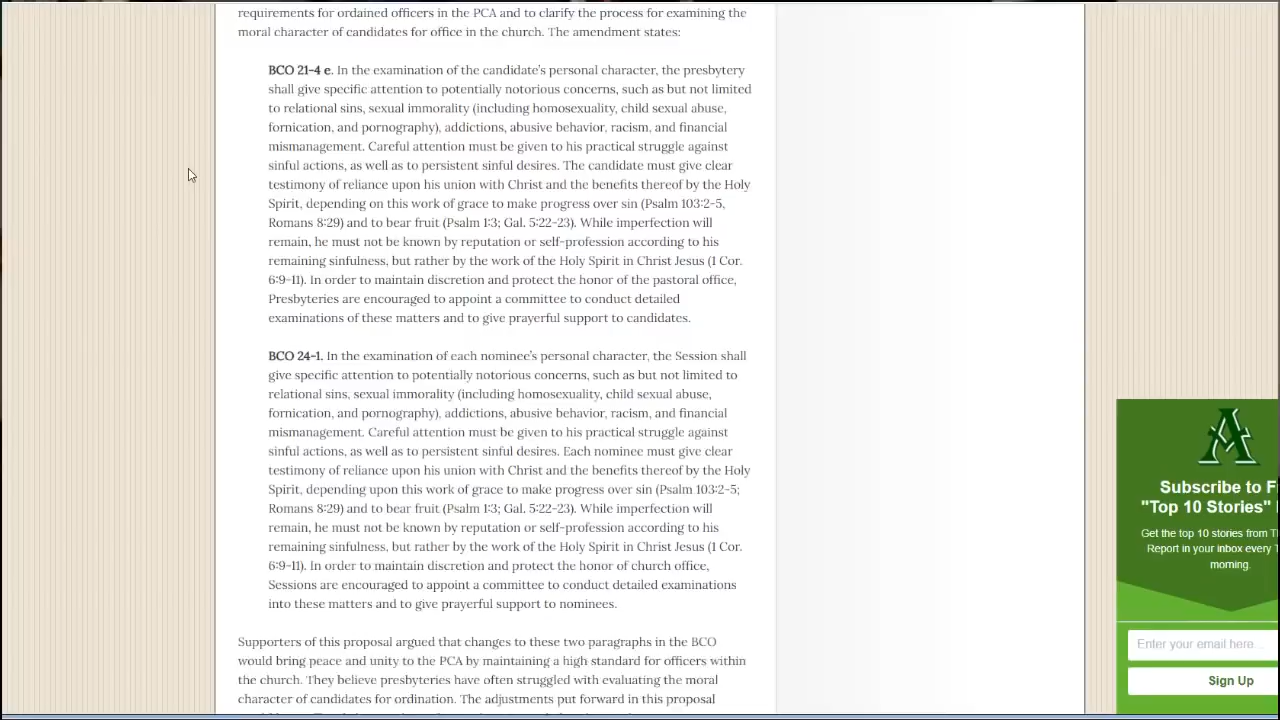 requirements for ordained officers in the PCA and to clarify the process for examining the
moral character of candidates for office in the church. The amendment states:
BCO 21-4 e. In the examination of the candidate's personal character, the presbytery
shall give specific attention to potentially notorious concerns, such as but not limited
to relational sins, sexual immorality (including homosexuality, child sexual abuse,
fornication, and pornography), addictions, abusive behavior, racism, and financial
mismanagement. Careful attention must be given to his practical struggle against
sinful actions, as well as to persistent sinful desires. The candidate must give clear
testimony of reliance upon his union with Christ and the benefits thereof by the Holy
Spirit, depending on this work of grace to make progress over sin (Psalm 103:2-5,
Romans 8:29) and to bear fruit (Psalm 1:3; Gal. 5:22-23). While imperfection will
remain, he must not be known by reputation or self-profession according to his
remaining sinfulness, but rather by the work of the Holy Spirit in Christ Jesus (1 Cor.
6:9-11). In order to maintain discretion and protect the honor of the pastoral office,
Presbyteries are encouraged to appoint a committee to conduct detailed
examinations of these matters and to give prayerful support to candidates.
BCO 24-1. In the examination of each nominee's personal character, the Session shall
give specific attention to potentially notorious concerns, such as but not limited to
relational sins, sexual immorality (including homosexuality, child sexual abuse,
fornication, and pornography), addictions, abusive behavior, racism, and financial
mismanagement. Careful attention must be given to his practical struggle against
sinful actions, as well as to persistent sinful desires. Each nominee must give clear
testimony of reliance upon his union with Christ and the benefits thereof by the Holy
Spirit, depending upon this work of grace to make progress over sin (Psalm 103:2-5;
Romans 8:29) and to bear fruit (Psalm 1:3; Gal. 5:22-23). While imperfection will
remain, he must not be known by reputation or self-profession according to his
remaining sinfulness, but rather by the work of the Holy Spirit in Christ Jesus (1 Cor.
6:9-11). In order to maintain discretion and protect the honor of church office,
Sessions are encouraged to appoint a committee to conduct detailed examinations
into these matters and to give prayerful support to nominees.
Supporters of this proposal argued that changes to these two paragraphs in the BCO
would bring peace and unity to the PCA by maintaining a high standard for officers within
the church. They believe presbyteries have often struggled with evaluating the moral
character of candidates for ordination. The adjustments put forward in this proposal
A
Subscribe to F
"Top 10 Stories"
Get the top 10 stories from T
Report in your inbox every T
morning.
Enter your email here...
Sign Up